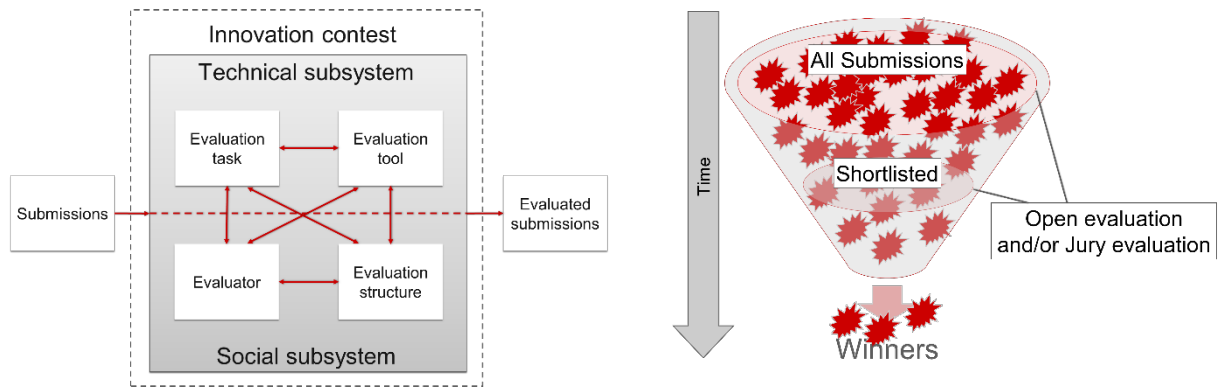 Innovation contest
Technical subsystem
Evaluation
task
Evaluation
tool
Submissions
Evaluated
submissions
Evaluator
Evaluation
structure
Social subsystem
Time
All Submissions
Shortlisted
Open evaluation
and/or Jury evaluation
Winners